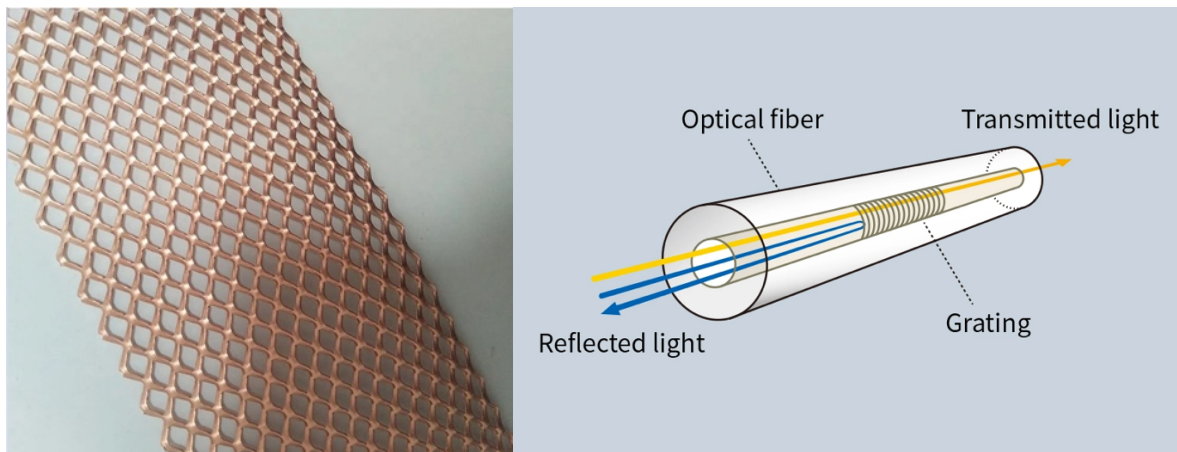 Optical fiber
Transmitted light
Grating
Reflected light